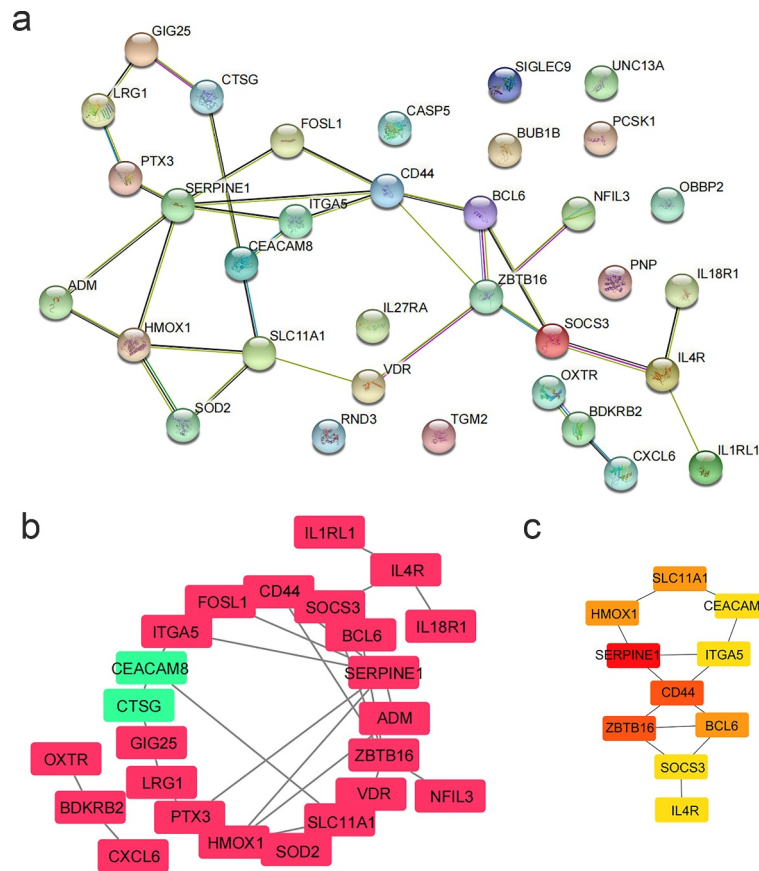 a
GIG25
CTSG
LRG1
SIGLEC9
UNC13A
CASP5
FOSL1
BUB1B
PCSK1
PTX3
CD44
SERPINE1
BCL6
NFIL3
OBBP2
ITGA5
CEACAM8
ZBTB16
PNP
IL18R1
ADM
IL27RA
HMOX1
SLC11A1
SOCS3
VDR
IL4R
OXTR
SOD2
BDKRB2
RND3
TGM2
CXCL6
IL1RL1
b
IL1RL1
IL4R
CD44
FOSL1
SOCS3
IL18R1
ITGA5
BCL6
CEACAM8
SERPINE1
CTSG
ADM
GIG25
ZBTB16
OXTR
LRG1
VDR
NFIL3
BDKRB2
PTX3
SLC11A1
CXCL6
HMOX1
SOD2
c
SLC11A1
CEACAM
HMOX1
SERPINE1
ITGA5
CD44
ZBTB16
BCL6
SOCS3
IL4R